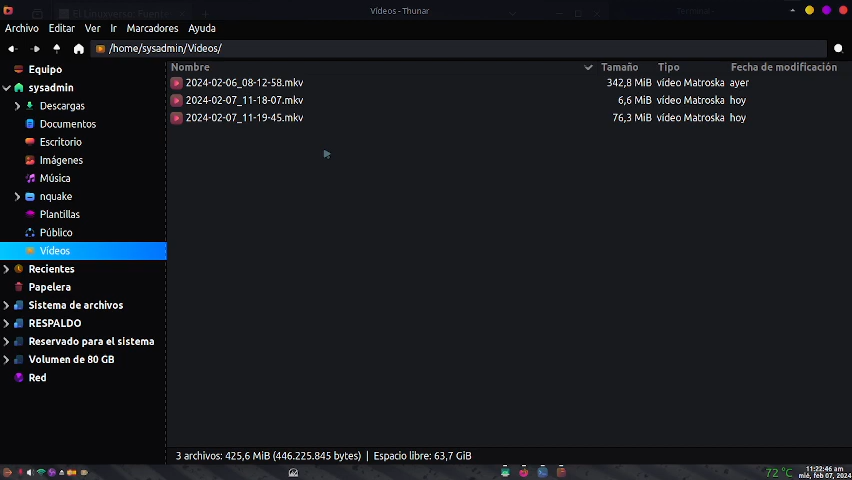 Vídeos - Thunar
Archivo Editar Ver Ir Marcadores Ayuda
/home/sysadmin/Vídeos/
Equipo
sysadmin
Descargas
Documentos
Escritorio
Imágenes
Música
nquake
Plantillas
Público
Vídeos
Recientes
Papelera
Sistema de archivos
RESPALDO
Reservado para el sistema
Volumen de 80 GB
Red
Nombre Tamaño Tipo Fecha de modificación
2024-02-06_08-12-58.mkv 342,8 MiB vídeo Matroska ayer
2024-02-07_11-18-07.mkv 6,6 MiB vídeo Matroska hoy
2024-02-07_11-19-45.mkv 76,3 MiB vídeo Matroska hoy
3 archivos: 425,6 MiB (446.225.845 bytes) | Espacio libre: 63,7 GiB
72 °C
11:22:46 am
mié, feb 07, 2024